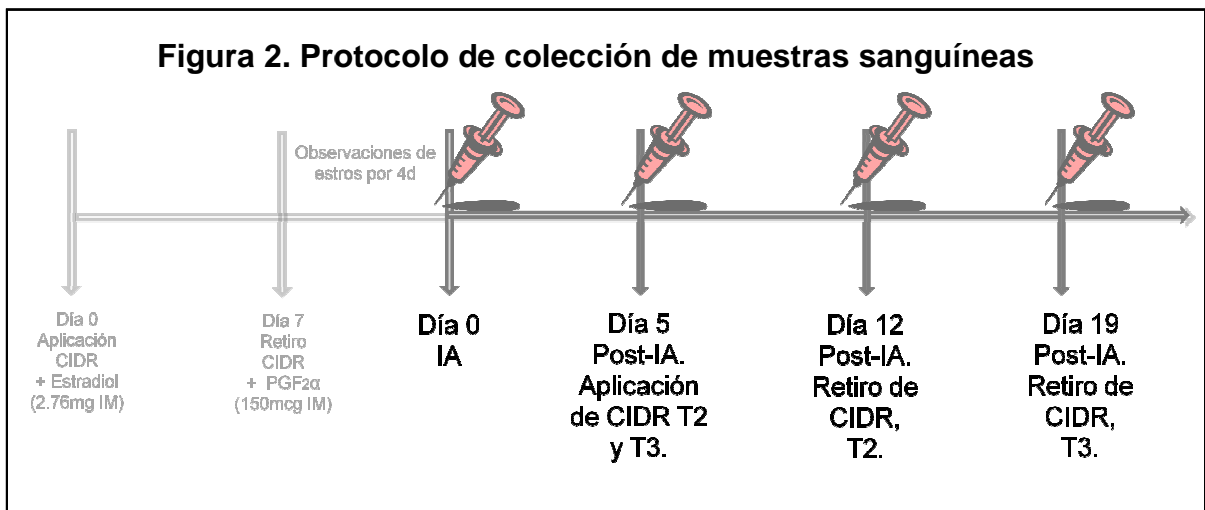 Figura 2. Protocolo de colección de muestras sanguíneas
Observaciones de
estros por 4d
Día 0
Aplicación
CIDR
+ Estradiol
(2.76mg IM)
Día 7
Retiro
CIDR
+ PGF2α
(150mcg IM)
Día 0
IA
Día 5
Post-IA.
Aplicación
de CIDR T2
y T3.
Día 12
Post-IA.
Retiro de
CIDR,
T2.
Día 19
Post-IA.
Retiro de
CIDR,
T3.